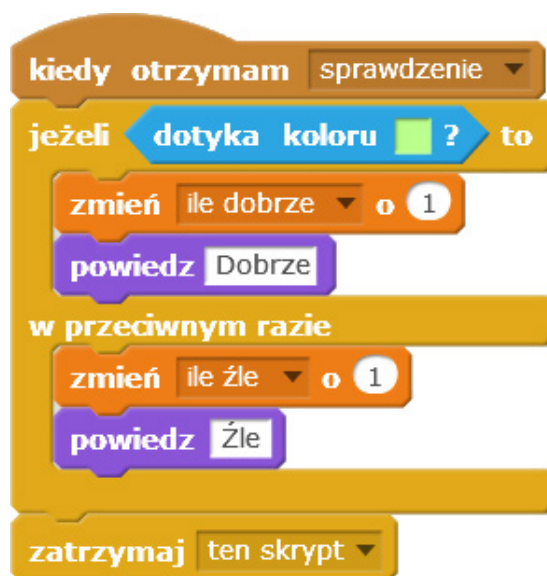 kiedy otrzymam sprawdzenie
jeżeli dotyka koloru ? to
zmień ile dobrze o 1
powiedz Dobrze
w przeciwnym razie
zmień ile źle o 1
powiedz Źle
zatrzymaj ten skrypt